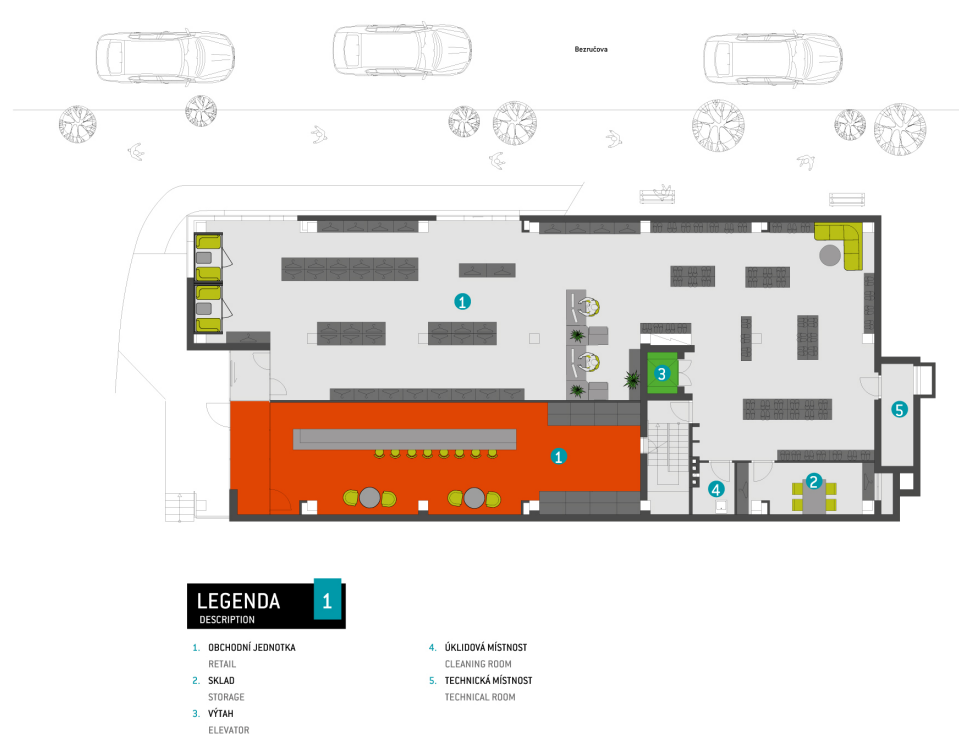 Bezručova
1
3
5
1
2
4
LEGENDA 1
DESCRIPTION
1. OBCHODNÍ JEDNOTKA
RETAIL
2. SKLAD
STORAGE
3. VÝTAH
ELEVATOR
4. ÚKLIDOVÁ MÍSTNOST
CLEANING ROOM
5. TECHNICKÁ MÍSTNOST
TECHNICAL ROOM